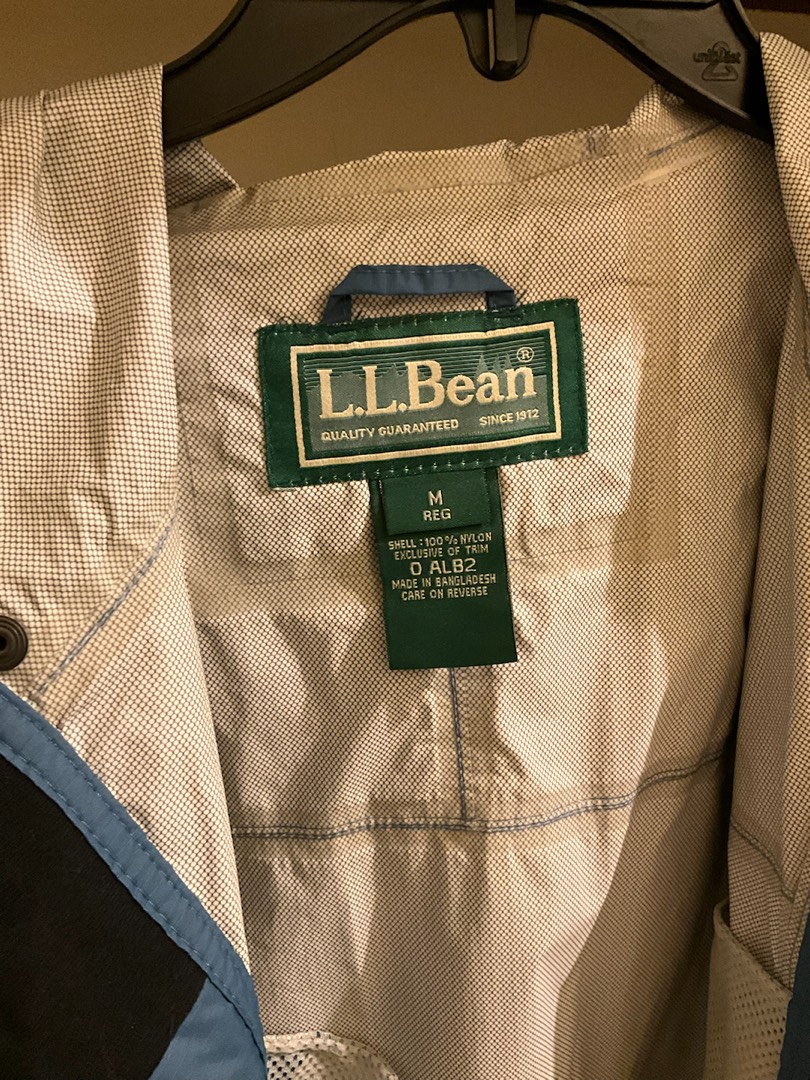 L.L.Bean®
QUALITY GUARANTEED SINCE 1912
M
REG
SHELL : 100% NYLON
EXCLUSIVE OF TRIM
0 ALB2
MADE IN BANGLADESH
CARE ON REVERSE